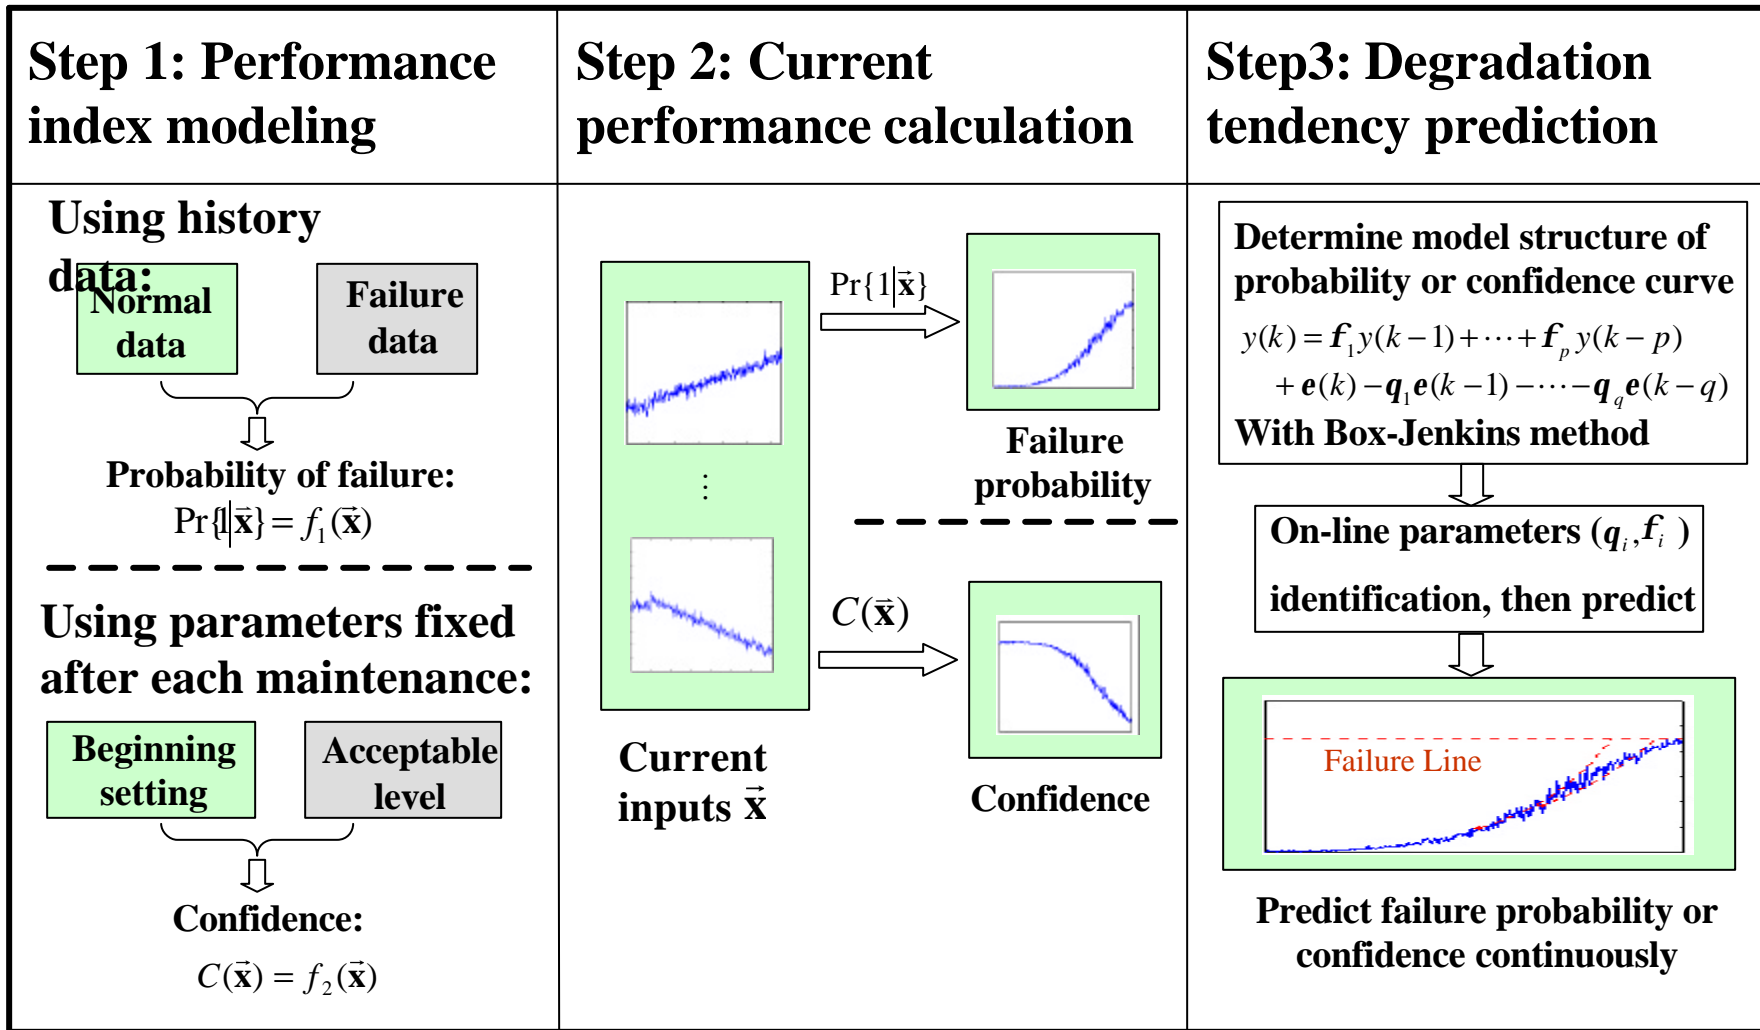 Step 1: Performance
index modeling
Using history
data:
Normal
data
Failure
data
Probability of failure:
Pr{1|x⃗} = f₁(x⃗)
Using parameters fixed
after each maintenance:
Beginning
setting
Acceptable
level
Confidence:
C(x⃗) = f₂(x⃗)
Step 2: Current
performance calculation
⋮
Current
inputs x⃗
Pr{1|x⃗}
Failure
probability
C(x⃗)
Confidence
Step3: Degradation
tendency prediction
Determine model structure of
probability or confidence curve
y(k) = f₁y(k−1) + ⋯ + fₚ y(k−p)
+ e(k) − q₁e(k−1) − ⋯ − q_q e(k−q)
With Box-Jenkins method
On-line parameters (qᵢ, fᵢ )
identification, then predict
Failure Line
Predict failure probability or
confidence continuously